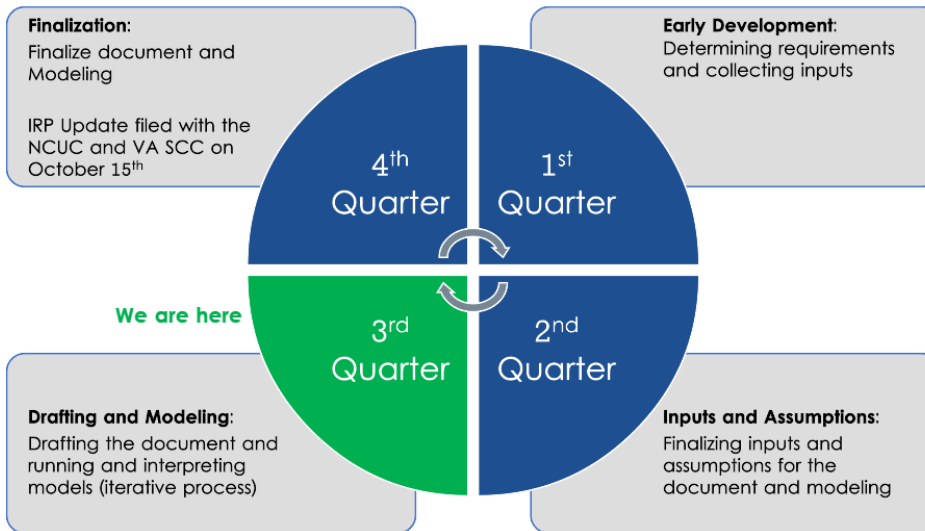 Finalization:
Finalize document and
Modeling
IRP Update filed with the
NCUC and VA SCC on
October 15th
Early Development:
Determining requirements
and collecting inputs
4th
Quarter
1st
Quarter
We are here
3rd
Quarter
2nd
Quarter
Drafting and Modeling:
Drafting the document and
running and interpreting
models (iterative process)
Inputs and Assumptions:
Finalizing inputs and
assumptions for the
document and modeling